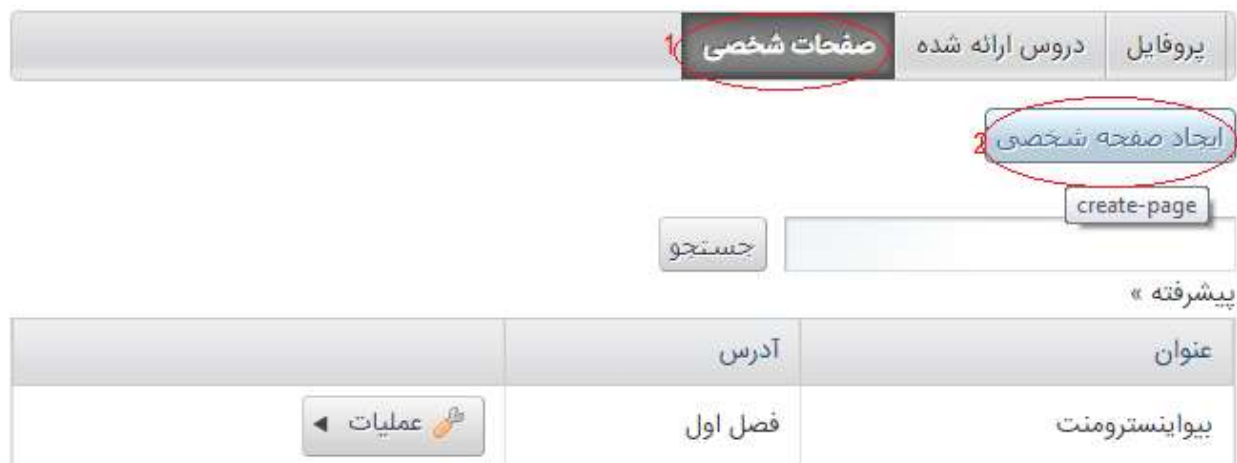 پروفایل دروس ارائه شده صفحات شخصی 1
ایجاد صفحه شخصی 2
create-page
جستجو
پیشرفته »
عنوان آدرس
بیواینسترومنت فصل اول عملیات